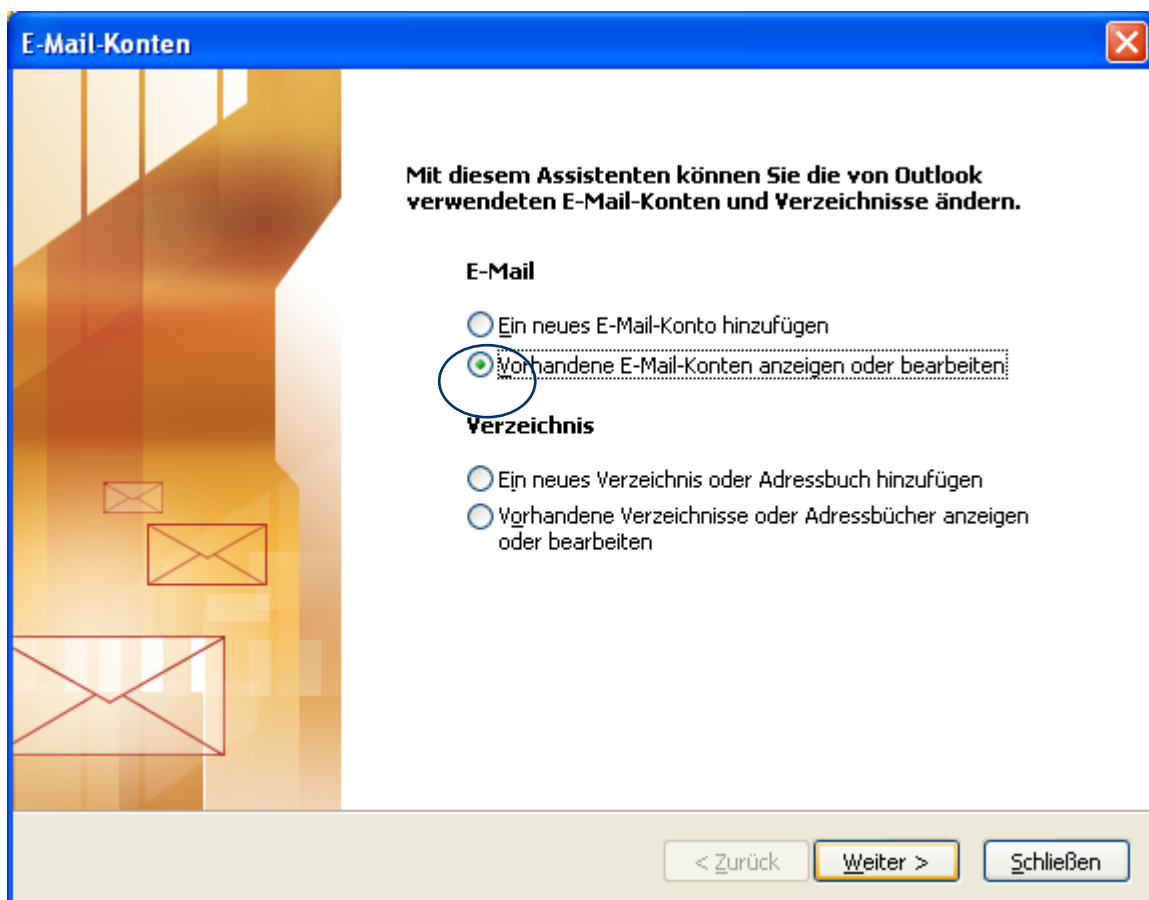 E-Mail-Konten
Mit diesem Assistenten können Sie die von Outlook
verwendeten E-Mail-Konten und Verzeichnisse ändern.
E-Mail
Ein neues E-Mail-Konto hinzufügen
Vorhandene E-Mail-Konten anzeigen oder bearbeiten
Verzeichnis
Ein neues Verzeichnis oder Adressbuch hinzufügen
Vorhandene Verzeichnisse oder Adressbücher anzeigen
oder bearbeiten
< Zurück Weiter > Schließen